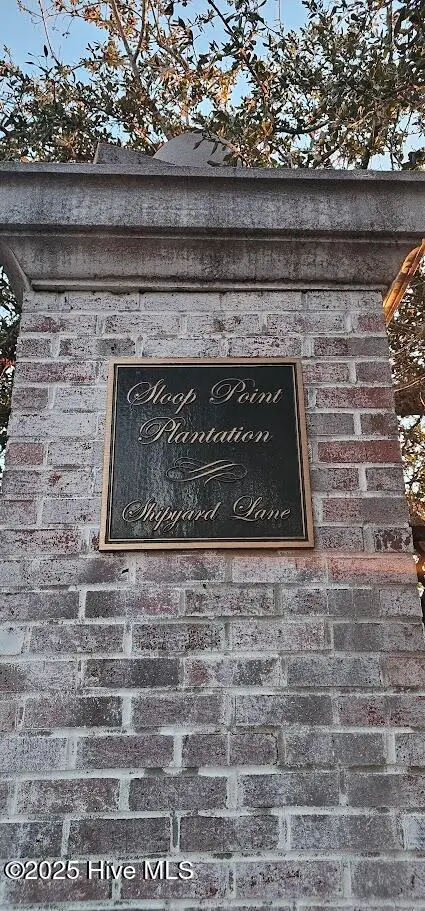 Sloop Point
Plantation
Shipyard Lane
©2025 Hive MLS